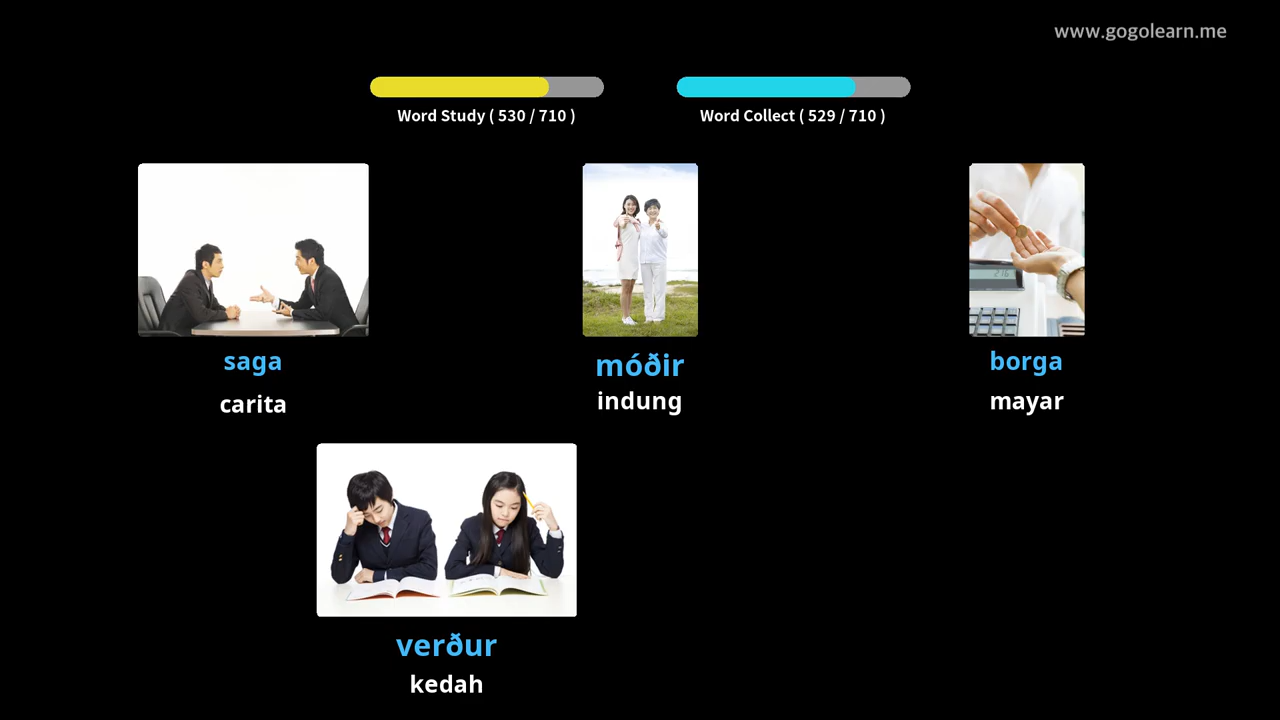 www.gogolearn.me
Word Study ( 530 / 710 )
Word Collect ( 529 / 710 )
saga
carita
móðir
indung
borga
mayar
verður
kedah